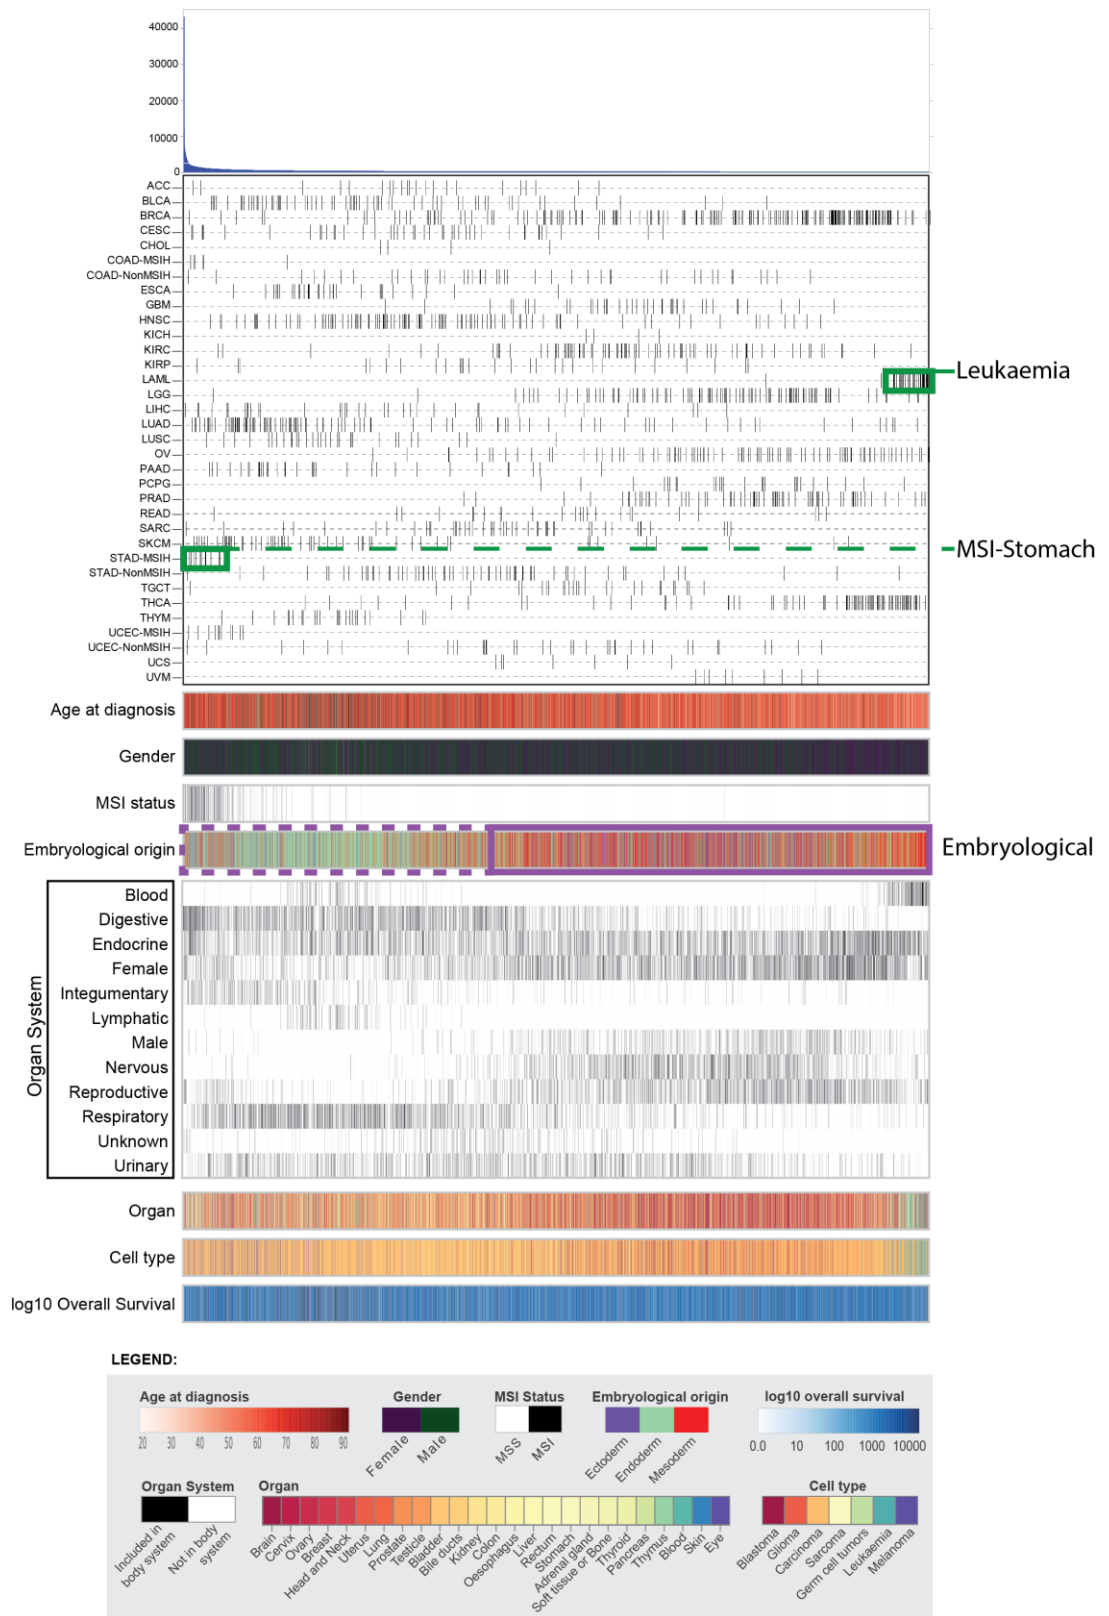 40000
30000
20000
10000
0
ACC
BLCA
BRCA
CESC
CHOL
COAD-MSIH
COAD-NonMSIH
ESCA
GBM
HNSC
KICH
KIRC
KIRP
LAML
Leukaemia
LGG
LIHC
LUAD
LUSC
OV
PAAD
PCPG
PRAD
READ
SARC
SKCM
MSI-Stomach
STAD-MSIH
STAD-NonMSIH
TGCT
THCA
THYM
UCEC-MSIH
UCEC-NonMSIH
UCS
UVM
Age at diagnosis
Gender
MSI status
Embryological origin
Embryological
Organ System
Blood
Digestive
Endocrine
Female
Integumentary
Lymphatic
Male
Nervous
Reproductive
Respiratory
Unknown
Urinary
Organ
Cell type
log10 Overall Survival
LEGEND:
Age at diagnosis
20 30 40 50 60 70 80 90
Gender
Female Male
MSI Status
MSS MSI
Embryological origin
Ectoderm Endoderm Mesoderm
log10 overall survival
0.0 10 100 1000 10000
Organ System
Included in body system
Not in body system
Organ
Brain
Cervix
Ovary
Breast
Head and Neck
Uterus
Lung
Prostate
Testicle
Bladder
Bile ducts
Kidney
Colon
Oesophagus
Liver
Rectum
Stomach
Adrenal gland
Soft tissue or Bone
Thyroid
Pancreas
Thymus
Blood
Skin
Eye
Cell type
Blastoma
Glioma
Carcinoma
Sarcoma
Germ cell tumors
Leukaemia
Melanoma